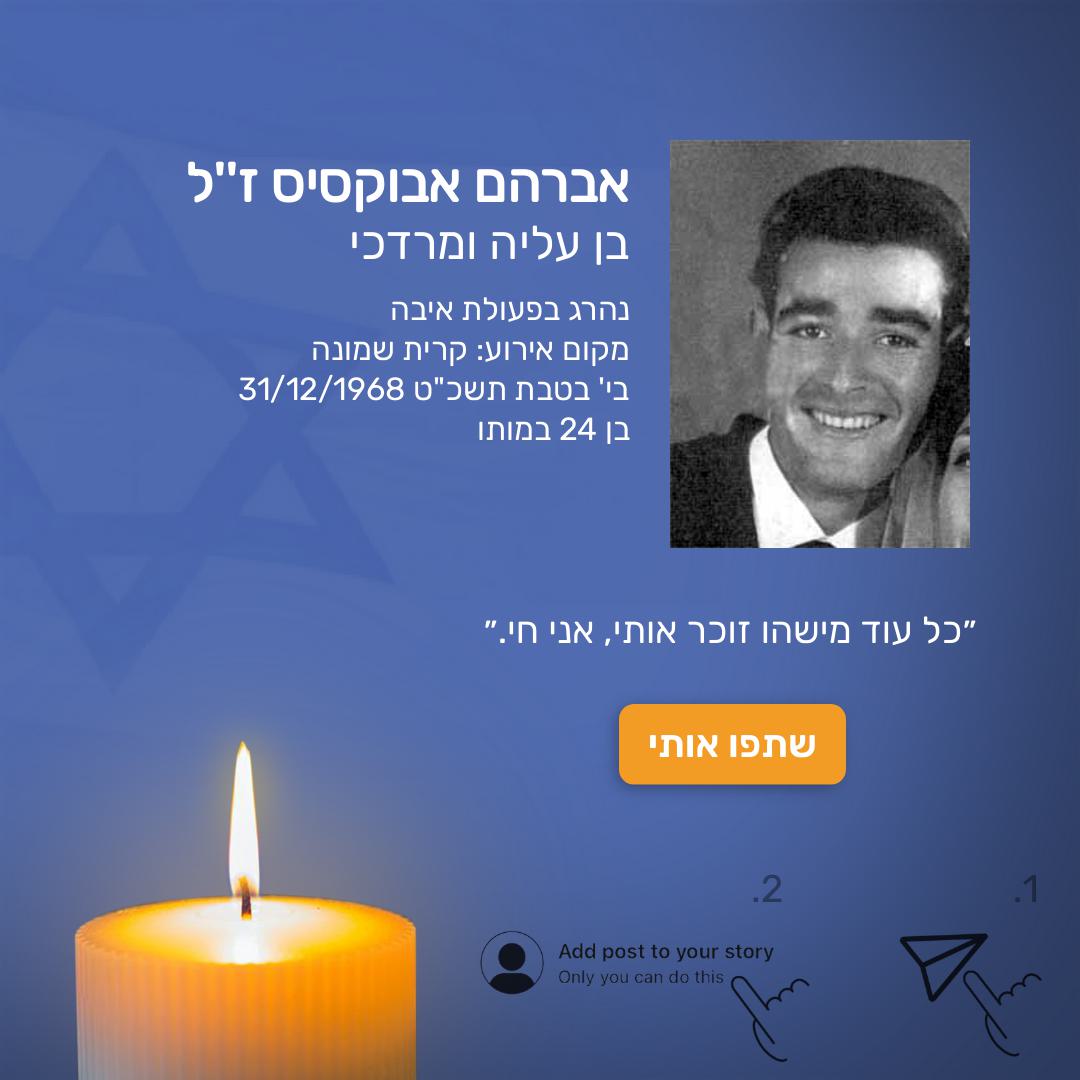 אברהם אבוקסיס ז"ל
בן עליה ומרדכי
נהרג בפעולת איבה
מקום אירוע: קרית שמונה
בי' בטבת תשכ"ט 31/12/1968
בן 24 במותו
״כל עוד מישהו זוכר אותי, אני חי.״
שתפו אותי
1.
2.
Add post to your story
Only you can do this